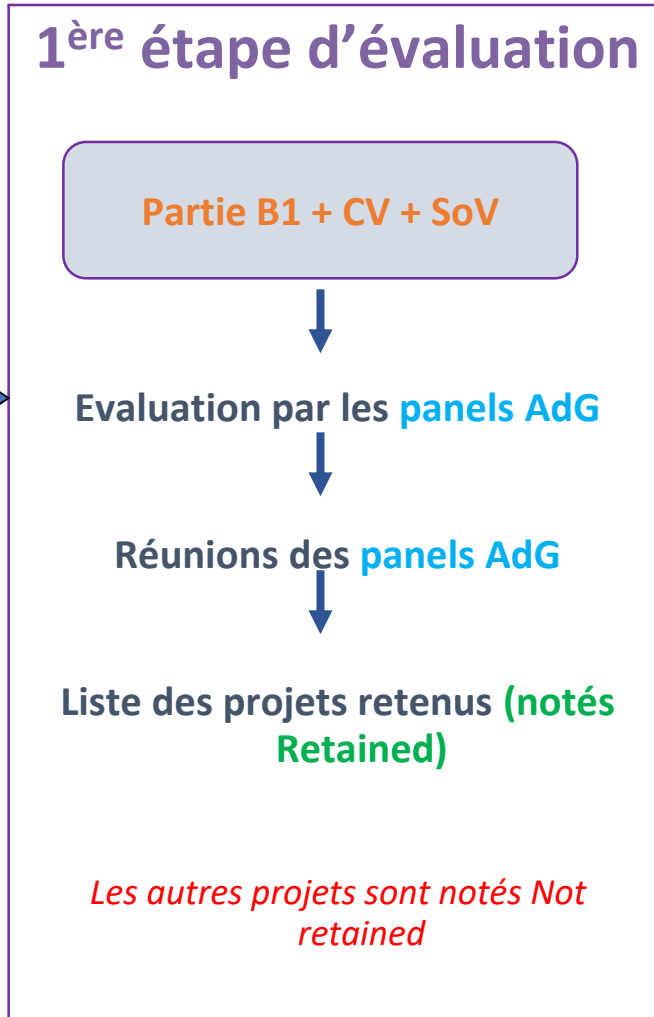 1ère étape d’évaluation
Partie B1 + CV + SoV
Evaluation par les panels AdG
Réunions des panels AdG
Liste des projets retenus (notés
Retained)
Les autres projets sont notés Not
retained